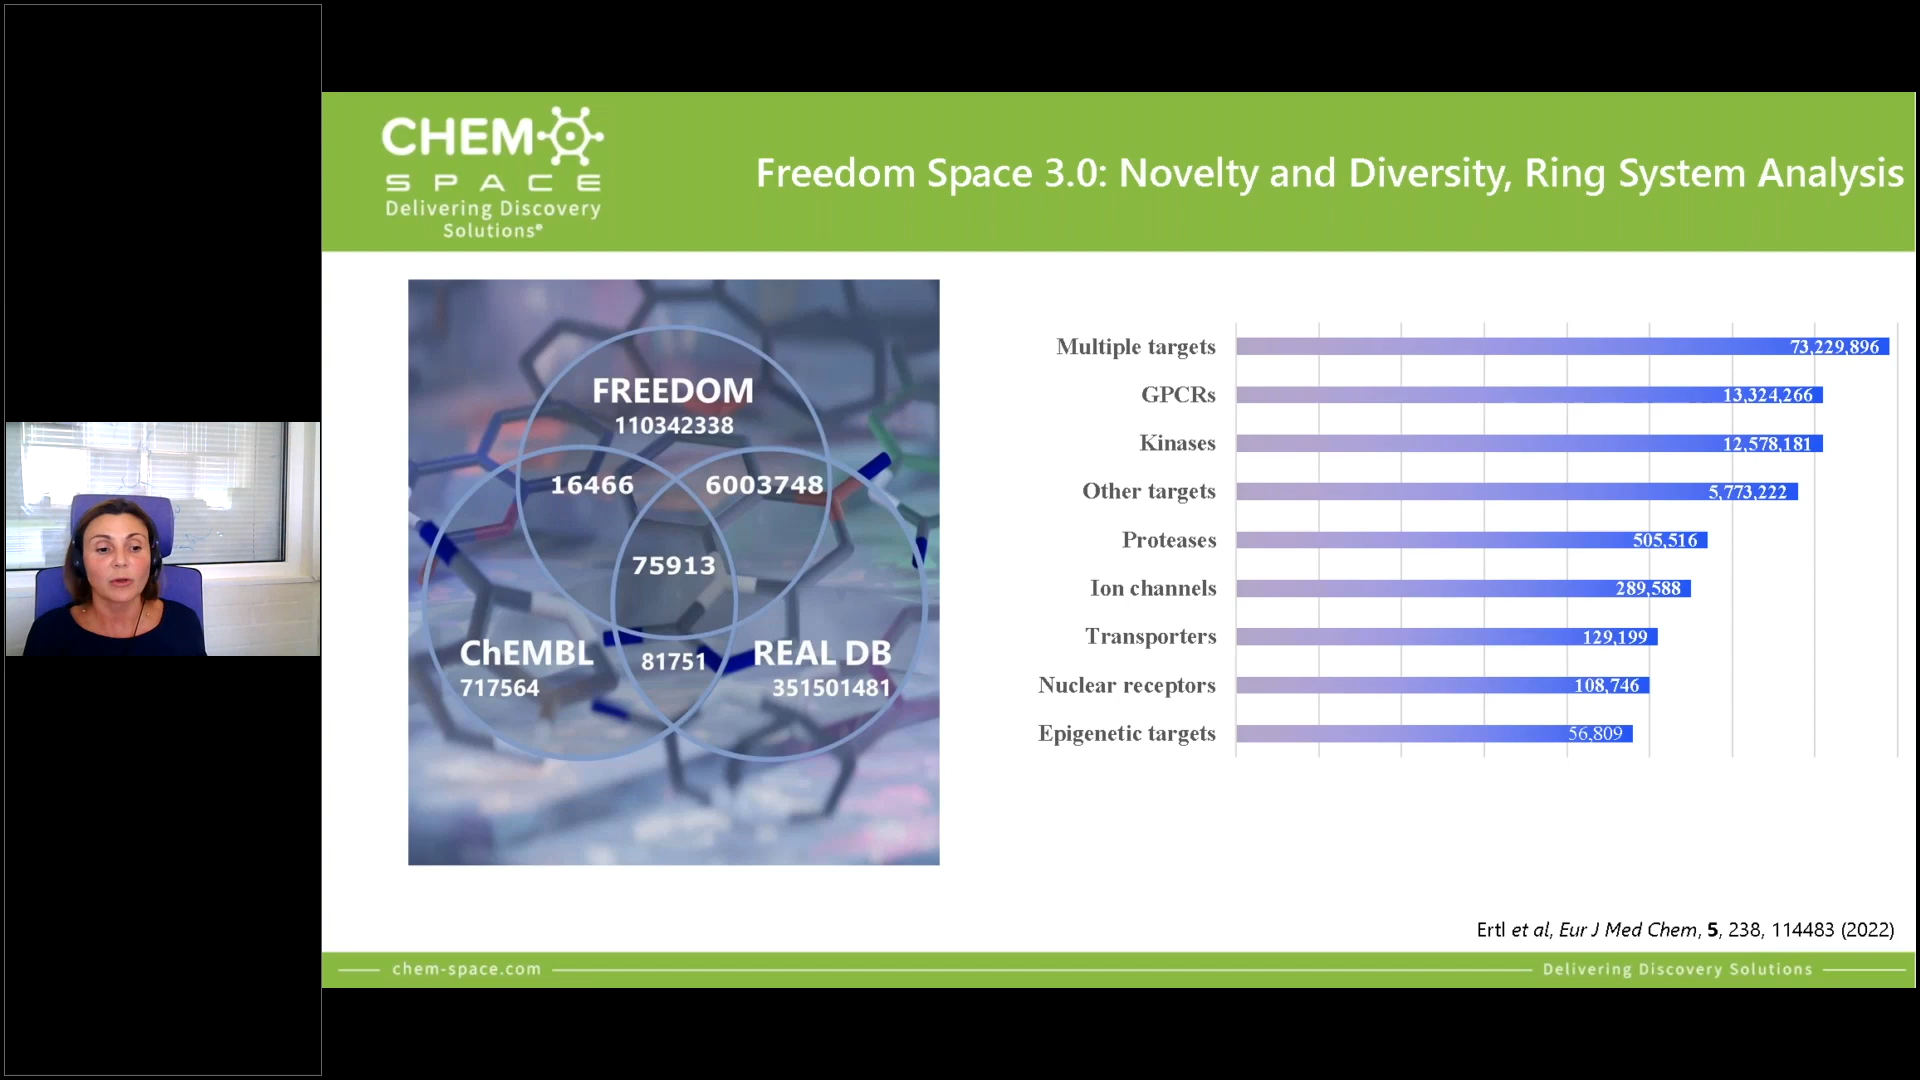 CHEM
SPACE
Delivering Discovery
Solutions®
Freedom Space 3.0: Novelty and Diversity, Ring System Analysis
FREEDOM
110342338
16466
6003748
75913
ChEMBL
717564
81751
REAL DB
351501481
Multiple targets 73,229,896
GPCRs 13,324,266
Kinases 12,578,181
Other targets 5,773,222
Proteases 505,516
Ion channels 289,588
Transporters 129,199
Nuclear receptors 108,746
Epigenetic targets 56,809
Ertl et al, Eur J Med Chem, 5, 238, 114483 (2022)
chem-space.com
Delivering Discovery Solutions